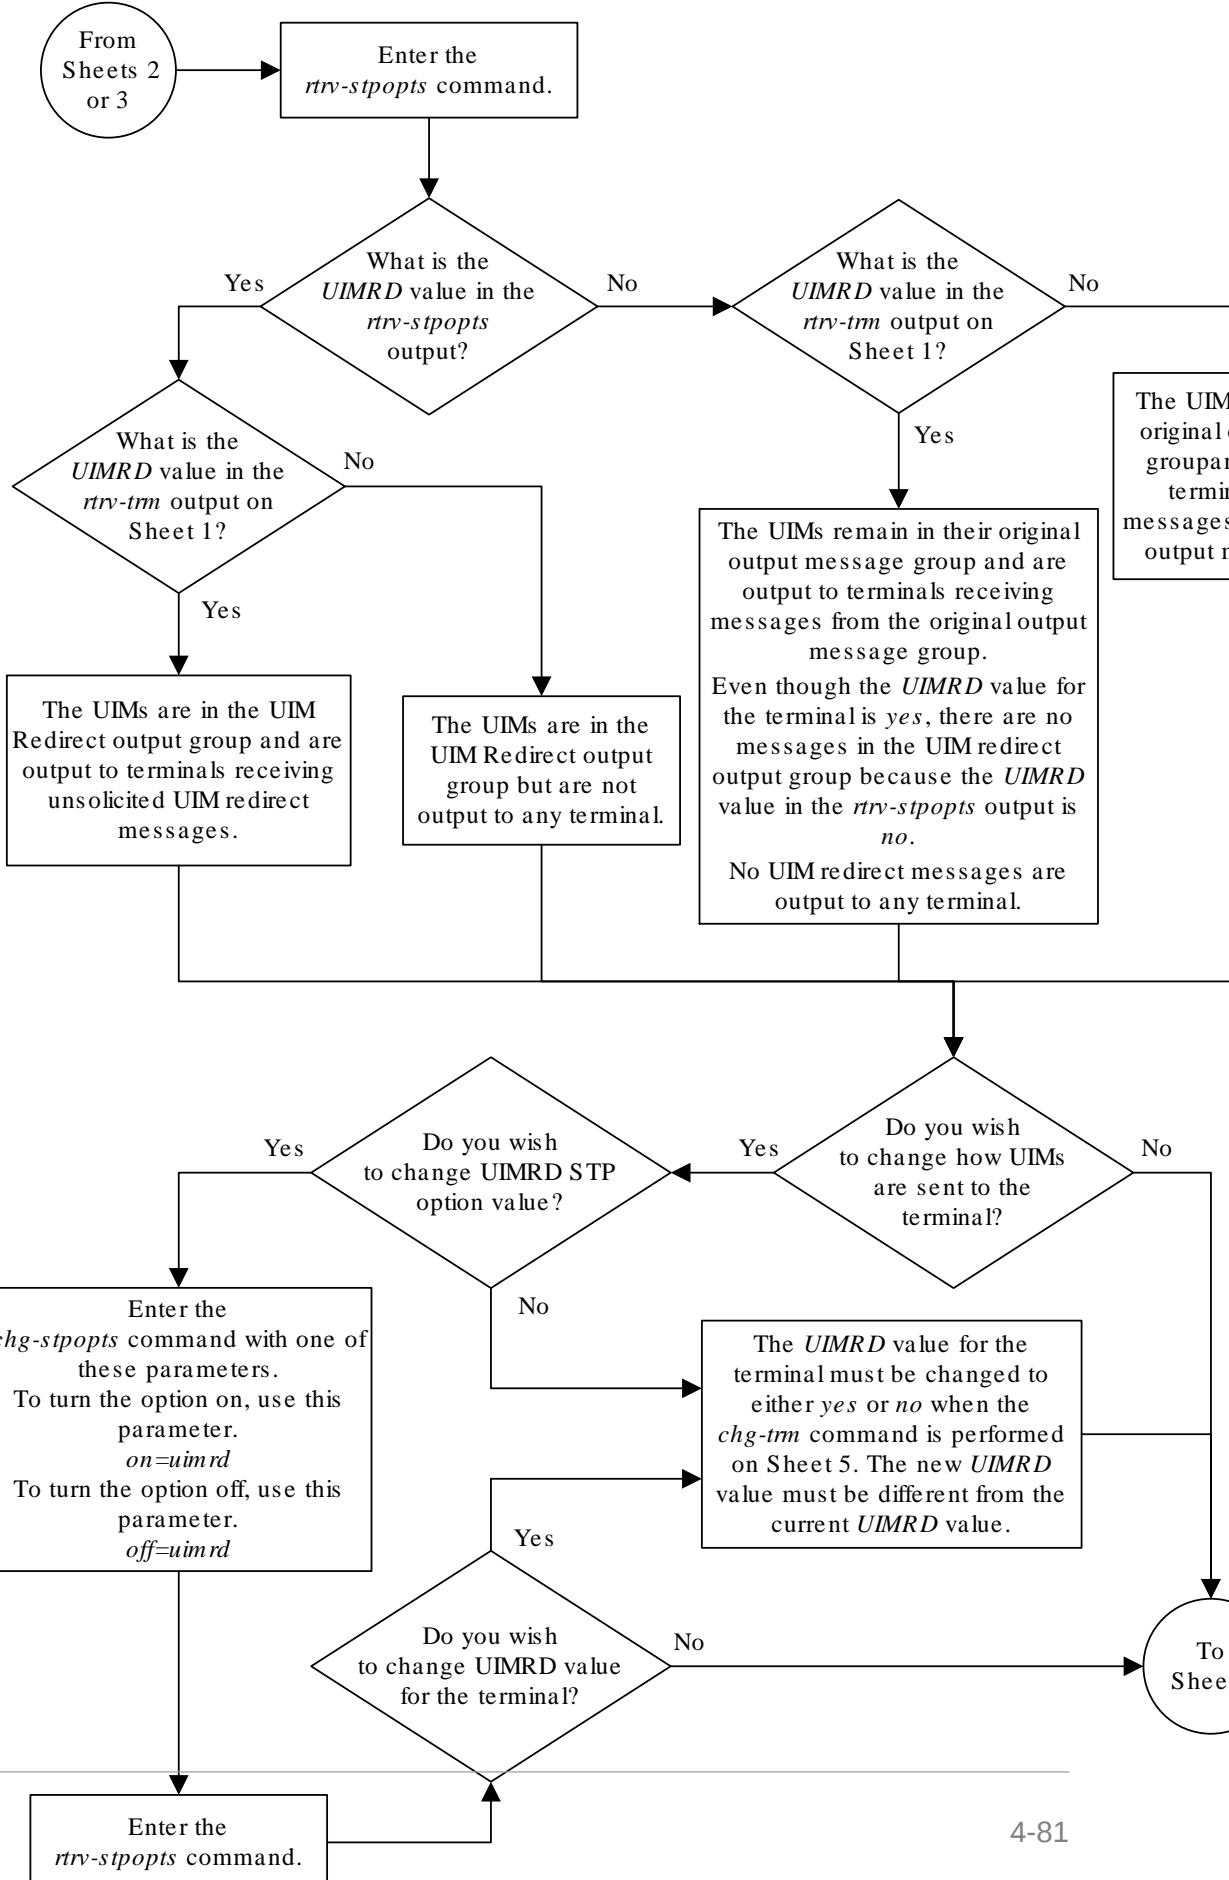 From
Sheets 2
or 3
Enter the
rtrv-stpopts command.
What is the
UIMRD value in the
rtrv-stpopts
output?
Yes
No
What is the
UIMRD value in the
rtrv-trm output on
Sheet 1?
No
Yes
What is the
UIMRD value in the
rtrv-trm output on
Sheet 1?
No
Yes
The UIM
original
groupar
termin
messages
output
The UIMs remain in their original
output message group and are
output to terminals receiving
messages from the original output
message group.
Even though the UIMRD value for
the terminal is yes, there are no
messages in the UIM redirect
output group because the UIMRD
value in the rtrv-stpopts output is
no.
No UIM redirect messages are
output to any terminal.
The UIMs are in the UIM
Redirect output group and are
output to terminals receiving
unsolicited UIM redirect
messages.
The UIMs are in the
UIM Redirect output
group but are not
output to any terminal.
Do you wish
to change how UIMs
are sent to the
terminal?
Yes
No
Do you wish
to change UIMRD STP
option value?
Yes
No
Enter the
chg-stpopts command with one of
these parameters.
To turn the option on, use this
parameter.
on=uimrd
To turn the option off, use this
parameter.
off=uimrd
The UIMRD value for the
terminal must be changed to
either yes or no when the
chg-trm command is performed
on Sheet 5. The new UIMRD
value must be different from the
current UIMRD value.
Yes
Do you wish
to change UIMRD value
for the terminal?
No
To
Shee
Enter the
rtrv-stpopts command.
4-81